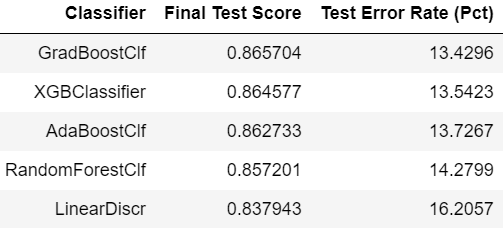 Classifier Final Test Score Test Error Rate (Pct)
GradBoostClf 0.865704 13.4296
XGBClassifier 0.864577 13.5423
AdaBoostClf 0.862733 13.7267
RandomForestClf 0.857201 14.2799
LinearDiscr 0.837943 16.2057